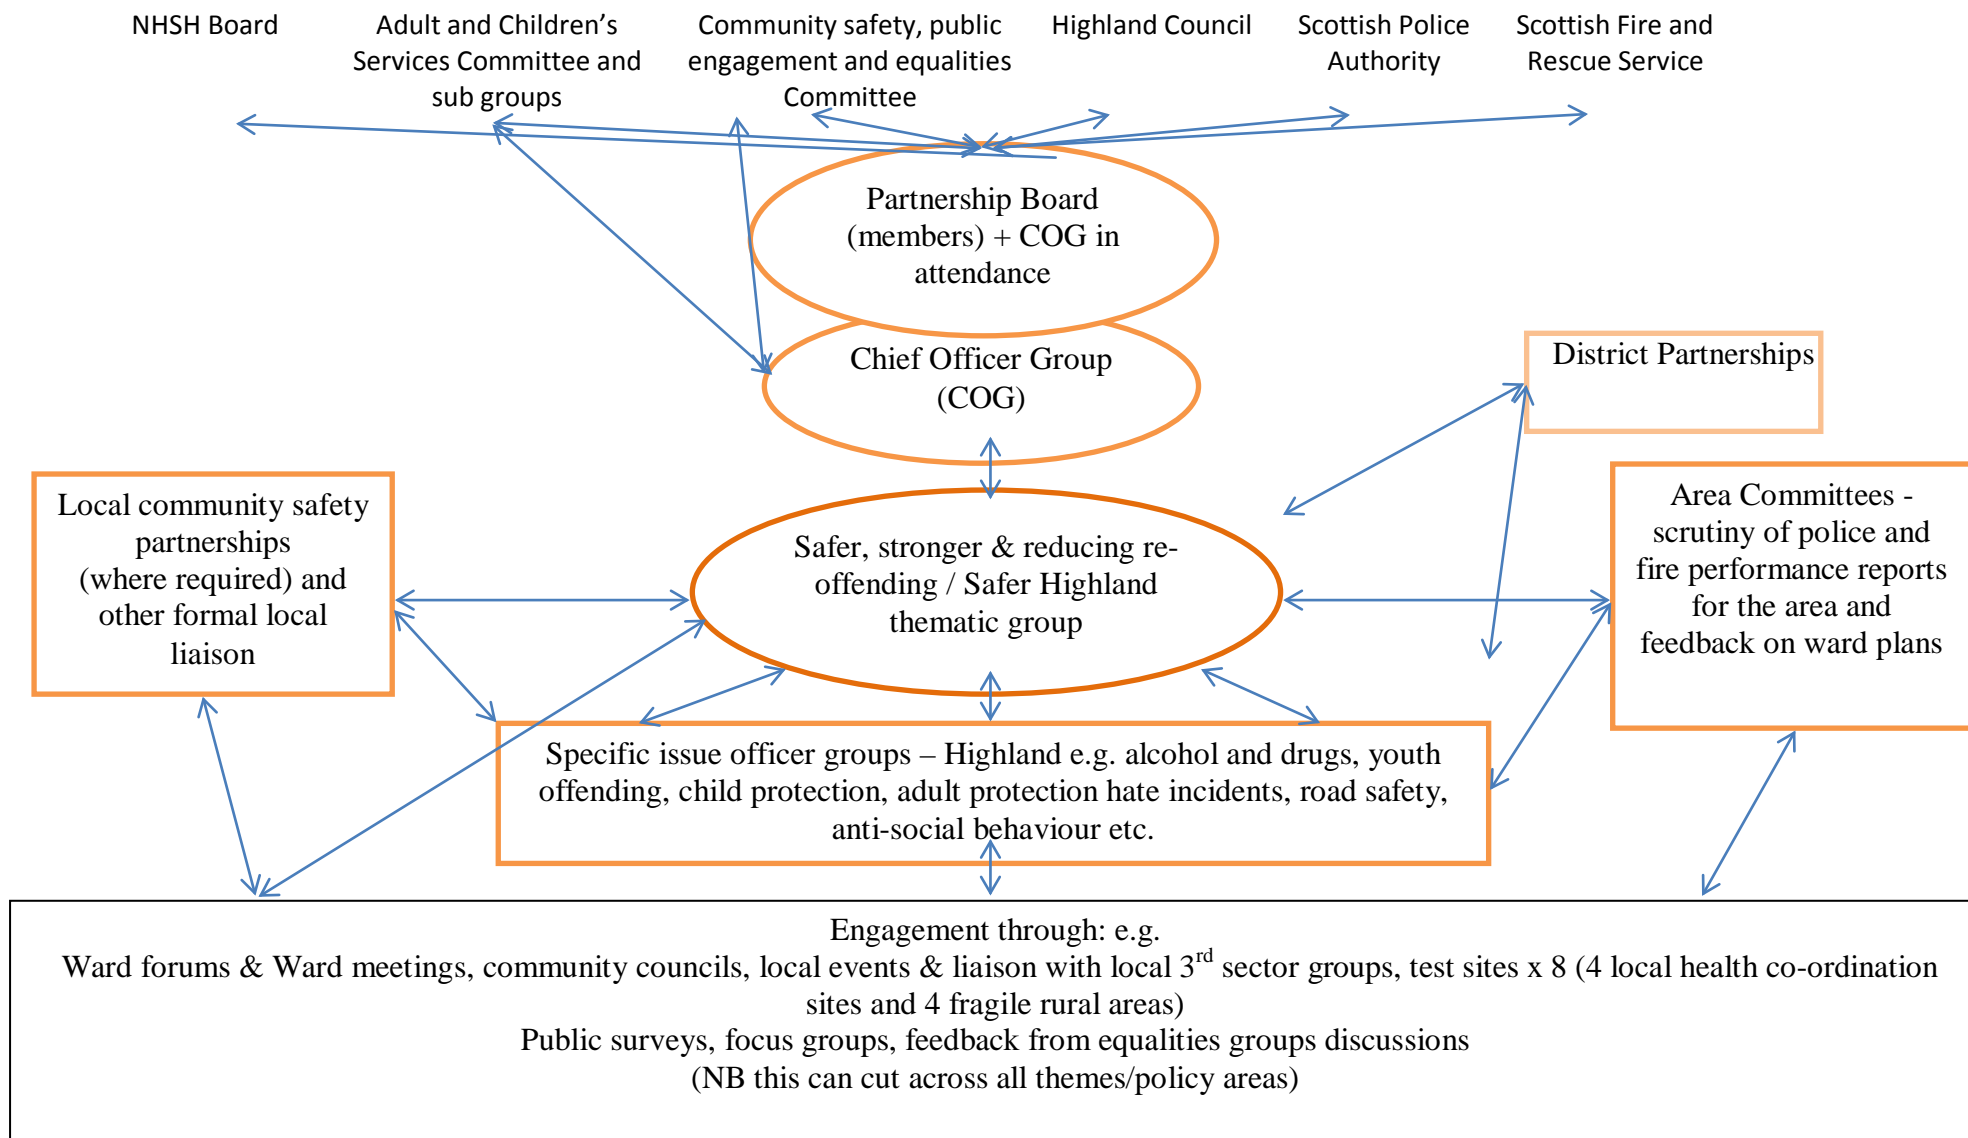 NHSH Board
Adult and Children’s
Services Committee and
sub groups
Community safety, public
engagement and equalities
Committee
Highland Council
Scottish Police
Authority
Scottish Fire and
Rescue Service
Partnership Board
(members) + COG in
attendance
Chief Officer Group
(COG)
District Partnerships
Local community safety
partnerships
(where required) and
other formal local
liaison
Safer, stronger & reducing re-
offending / Safer Highland
thematic group
Area Committees -
scrutiny of police and
fire performance reports
for the area and
feedback on ward plans
Specific issue officer groups – Highland e.g. alcohol and drugs, youth
offending, child protection, adult protection hate incidents, road safety,
anti-social behaviour etc.
Engagement through: e.g.
Ward forums & Ward meetings, community councils, local events & liaison with local 3rd sector groups, test sites x 8 (4 local health co-ordination
sites and 4 fragile rural areas)
Public surveys, focus groups, feedback from equalities groups discussions
(NB this can cut across all themes/policy areas)